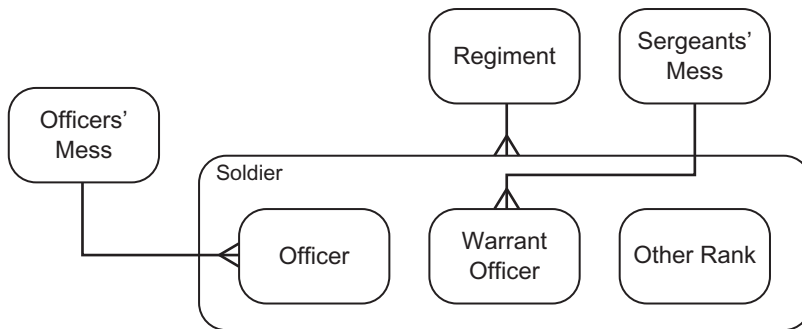 Regiment
Sergeants'
Mess
Officers'
Mess
Soldier
Officer
Warrant
Officer
Other Rank